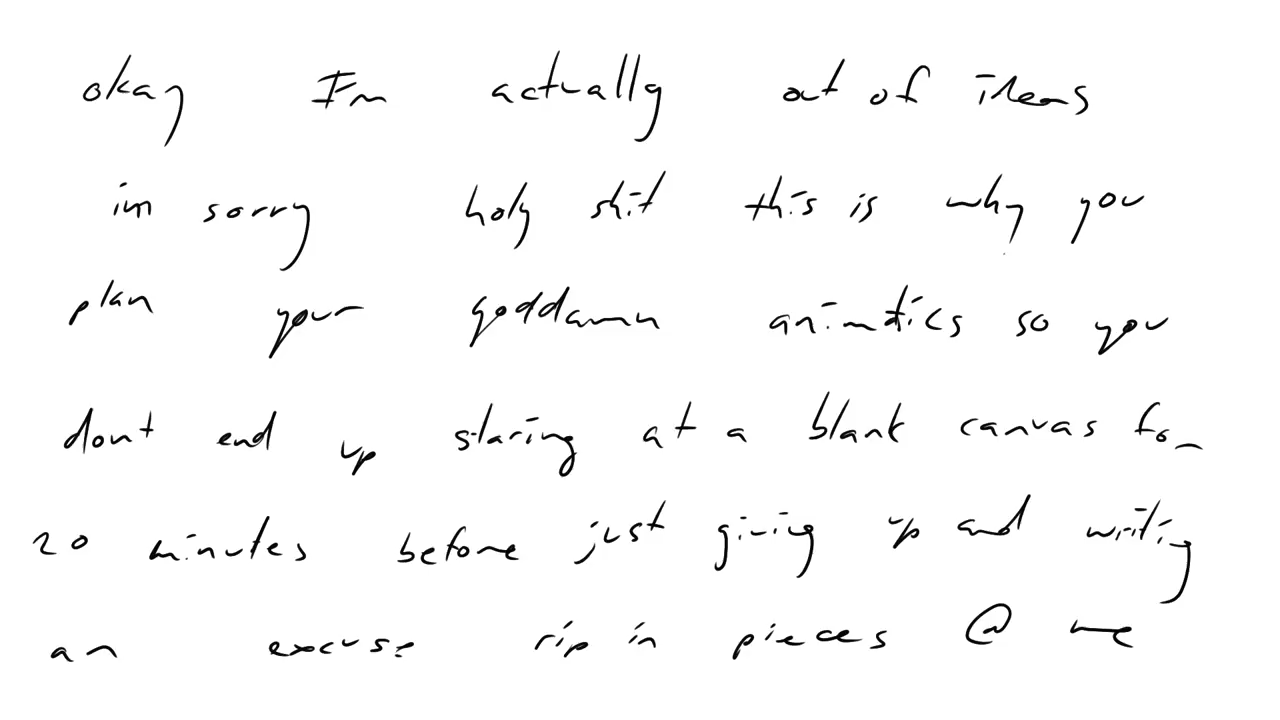 okay Im actually out of ideas
im sorry holy shit this is why you
plan your goddamn animatics so you
dont end up staring at a blank canvas for
20 minutes before just giving up and writing
an excuse rip in pieces @ me